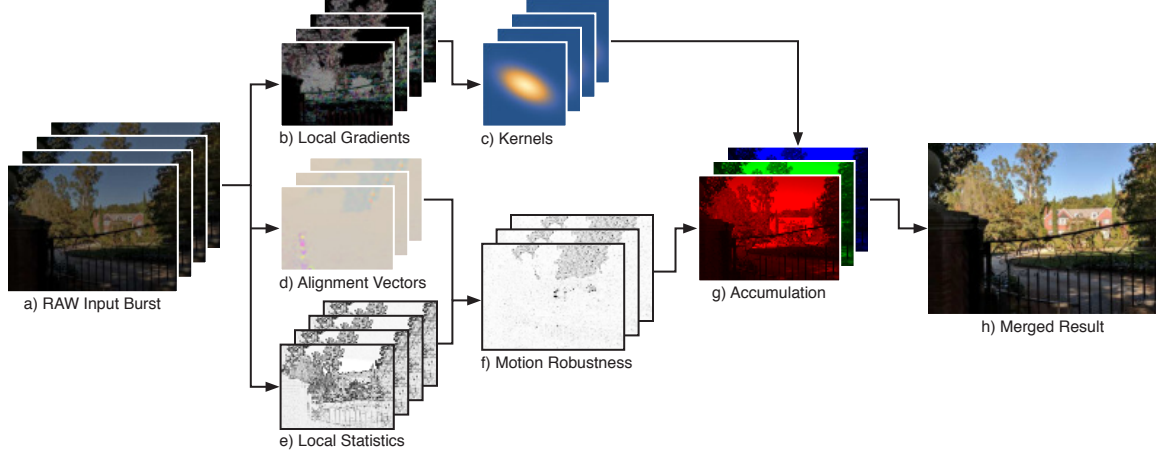 a) RAW Input Burst
b) Local Gradients
c) Kernels
d) Alignment Vectors
e) Local Statistics
f) Motion Robustness
g) Accumulation
h) Merged Result